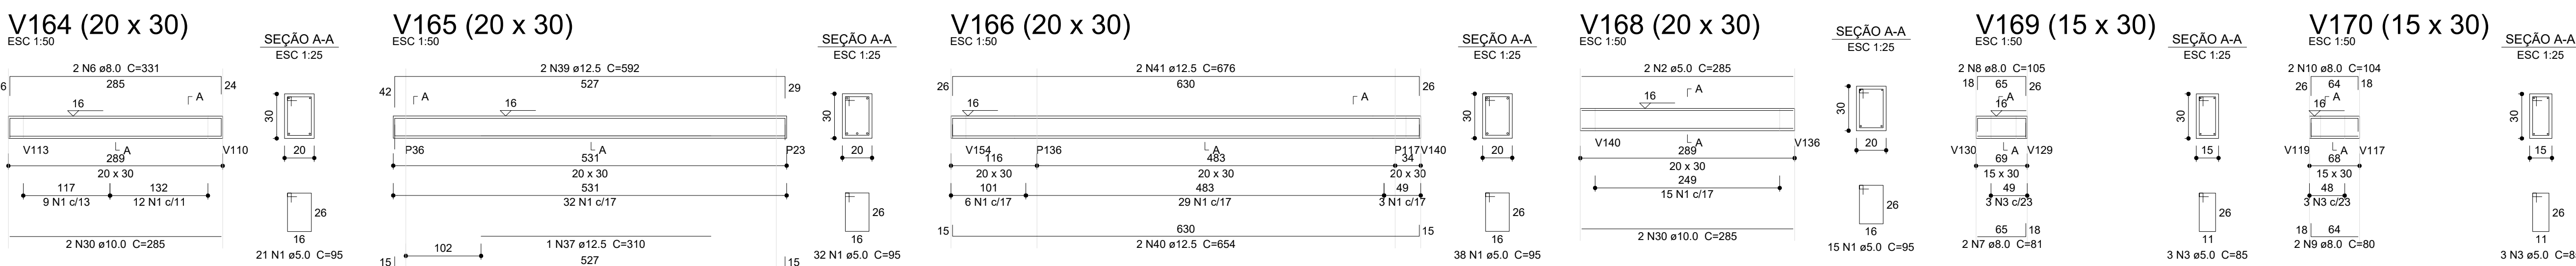 V164 (20 x 30)
ESC 1:50
SEÇÃO A-A
ESC 1:25
2 N6 ø8.0 C=331
6
285
24
16
A
30
20
V113
A
V110
289
20 x 30
117
132
9 N1 c/13
12 N1 c/11
26
16
2 N30 ø10.0 C=285
21 N1 ø5.0 C=95
V165 (20 x 30)
ESC 1:50
SEÇÃO A-A
ESC 1:25
2 N39 ø12.5 C=592
42
527
29
A
16
30
20
P36
A
P23
531
20 x 30
531
32 N1 c/17
26
16
102
1 N37 ø12.5 C=310
32 N1 ø5.0 C=95
15
527
15
V166 (20 x 30)
ESC 1:50
SEÇÃO A-A
ESC 1:25
2 N41 ø12.5 C=676
26
630
26
16
A
30
20
V154
P136
A
P117
V140
116
483
34
20 x 30
20 x 30
20 x 30
101
483
49
6 N1 c/17
29 N1 c/17
3 N1 c/17
26
16
15
630
15
2 N40 ø12.5 C=654
38 N1 ø5.0 C=95
V168 (20 x 30)
ESC 1:50
SEÇÃO A-A
ESC 1:25
2 N2 ø5.0 C=285
16
A
30
20
V140
A
V136
289
20 x 30
249
15 N1 c/17
26
16
2 N30 ø10.0 C=285
15 N1 ø5.0 C=95
V169 (15 x 30)
ESC 1:50
SEÇÃO A-A
ESC 1:25
2 N8 ø8.0 C=105
18
65
26
A
16
30
15
V130
A
V129
69
15 x 30
49
3 N3 c/23
26
11
65
18
2 N7 ø8.0 C=81
3 N3 ø5.0 C=85
V170 (15 x 30)
ESC 1:50
SEÇÃO A-A
ESC 1:25
2 N10 ø8.0 C=104
26
64
18
A
16
30
15
V119
A
V117
68
15 x 30
48
3 N3 c/23
26
11
18
64
2 N9 ø8.0 C=80
3 N3 ø5.0 C=8